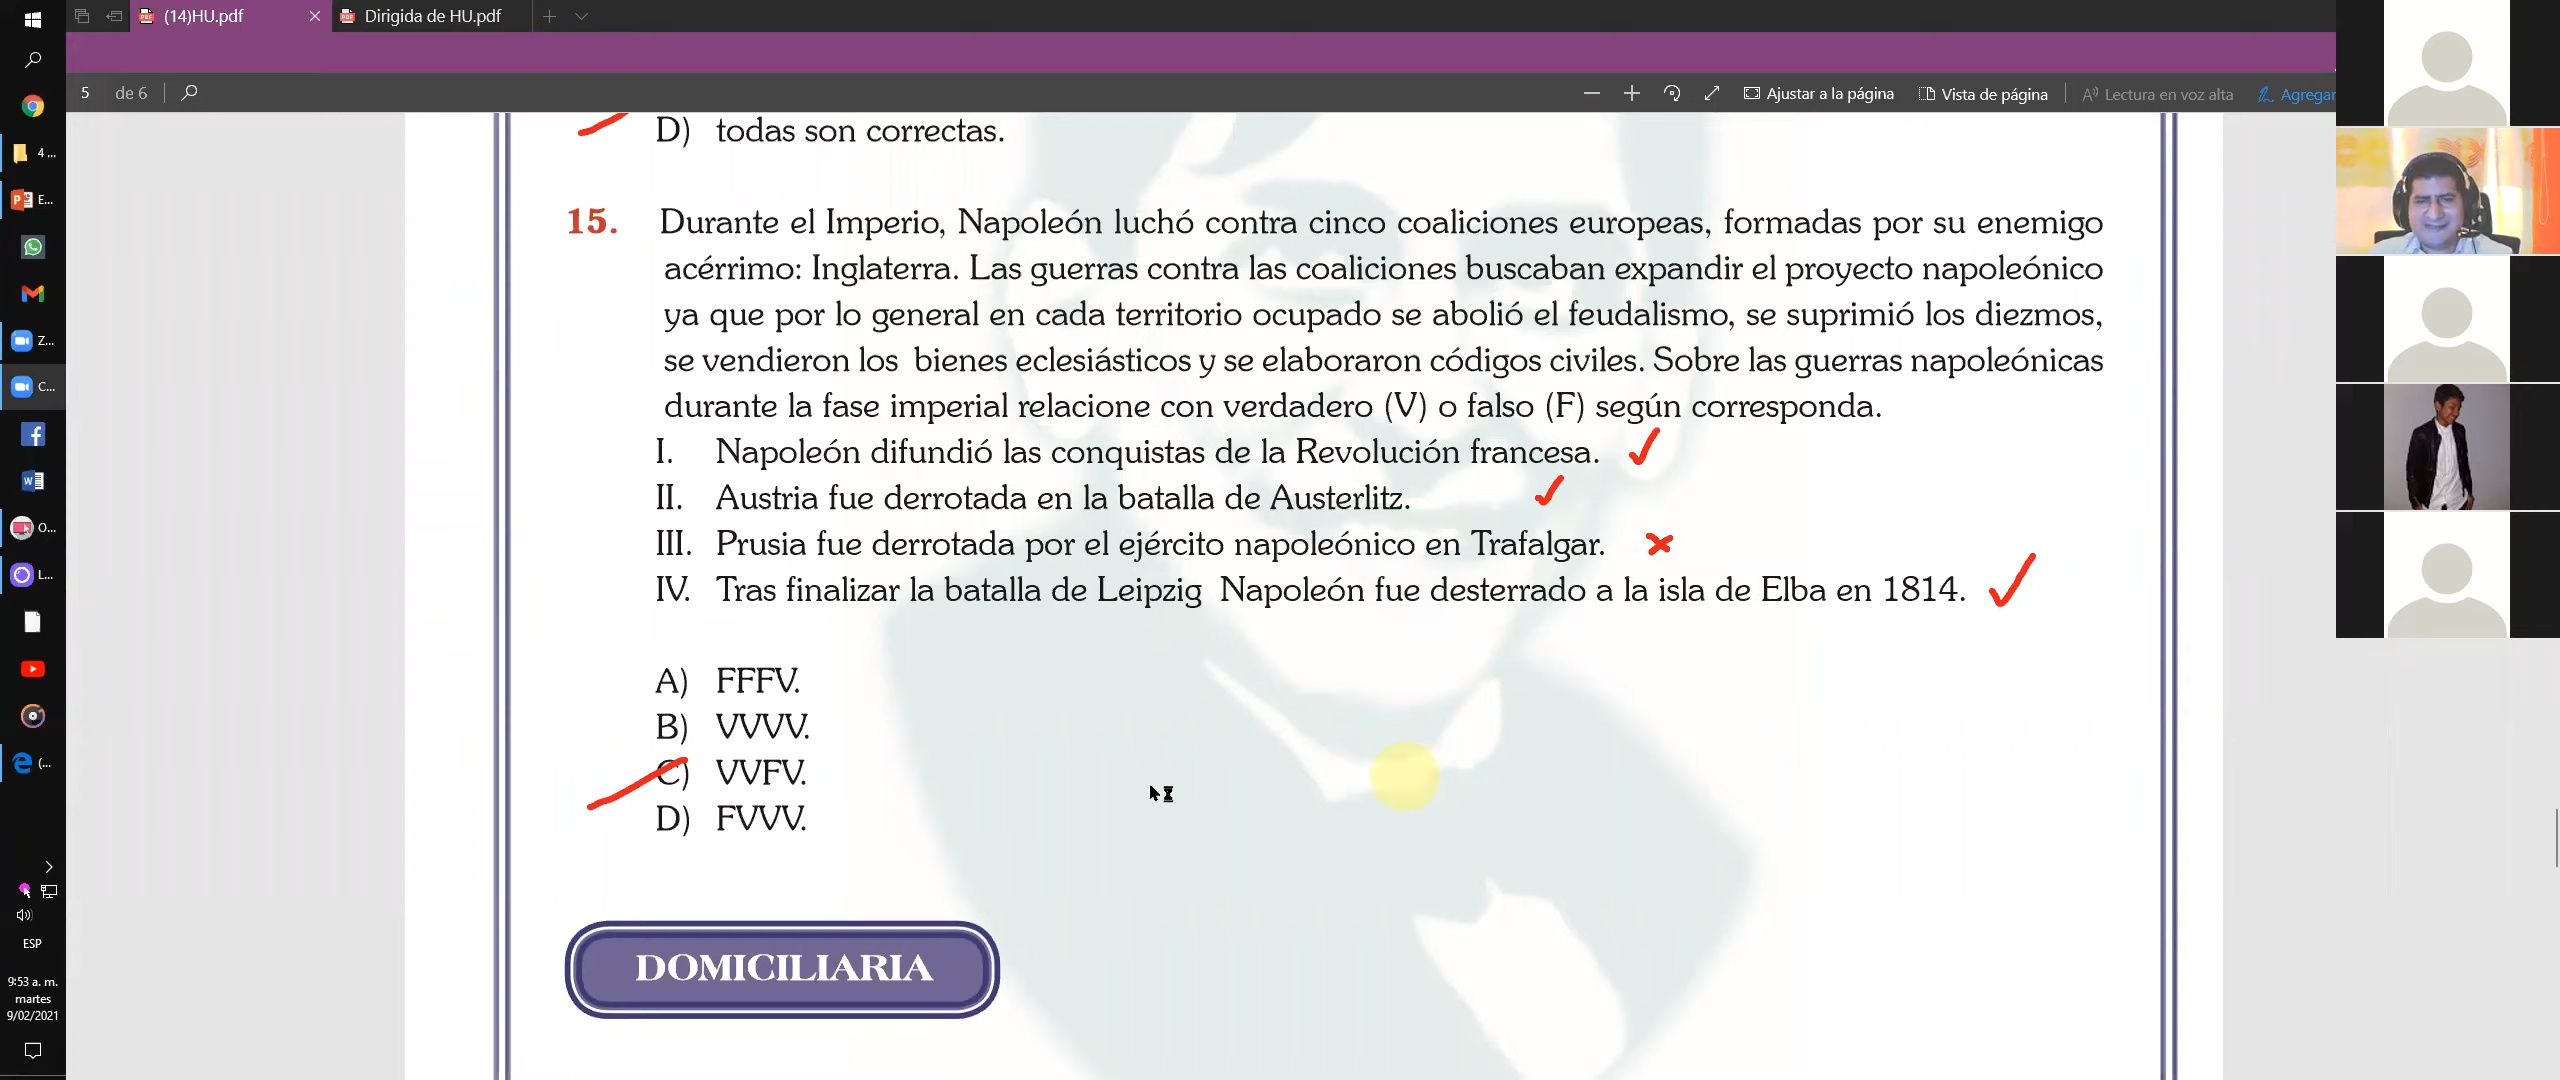 (14)HU.pdf
Dirigida de HU.pdf
5 de 6
Ajustar a la página
Vista de página
Lectura en voz alta
Agregar
D) todas son correctas.
15. Durante el Imperio, Napoleón luchó contra cinco coaliciones europeas, formadas por su enemigo
acérrimo: Inglaterra. Las guerras contra las coaliciones buscaban expandir el proyecto napoleónico
ya que por lo general en cada territorio ocupado se abolió el feudalismo, se suprimió los diezmos,
se vendieron los bienes eclesiásticos y se elaboraron códigos civiles. Sobre las guerras napoleónicas
durante la fase imperial relacione con verdadero (V) o falso (F) según corresponda.
I. Napoleón difundió las conquistas de la Revolución francesa.
II. Austria fue derrotada en la batalla de Austerlitz.
III. Prusia fue derrotada por el ejército napoleónico en Trafalgar.
IV. Tras finalizar la batalla de Leipzig Napoleón fue desterrado a la isla de Elba en 1814.
A) FFFV.
B) VVVV.
C) VVFV.
D) FVVV.
DOMICILIARIA
4 ...
E...
Z...
C...
O...
L...
(...
ESP
9:53 a. m.
martes
9/02/2021